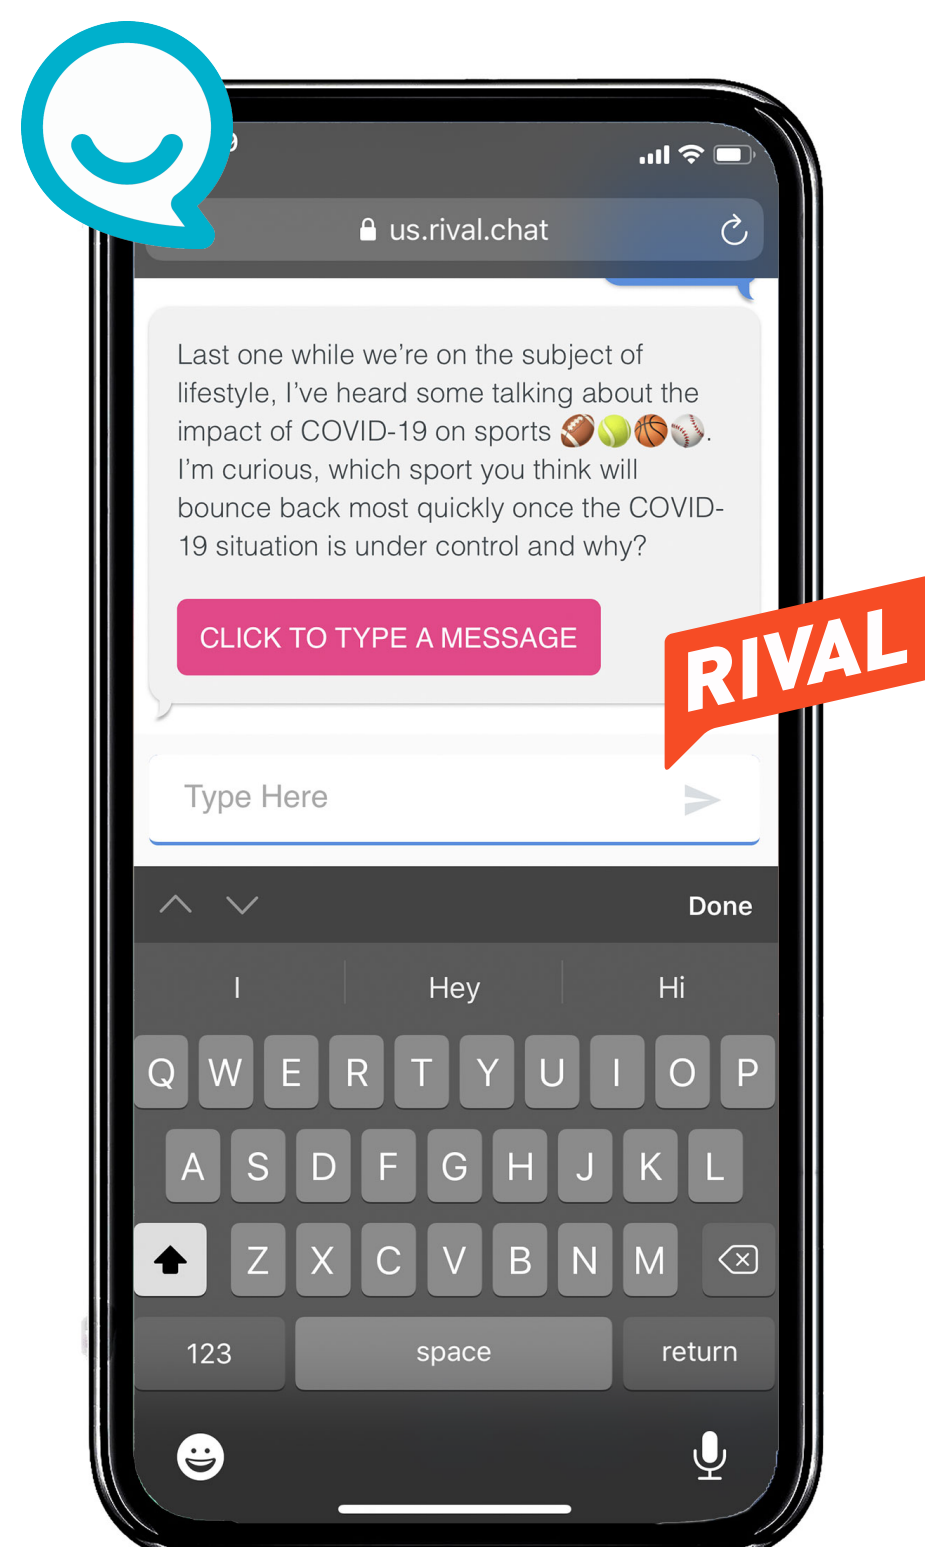 us.rival.chat
Last one while we’re on the subject of
lifestyle, I’ve heard some talking about the
impact of COVID-19 on sports 🏈🎾🏀⚾.
I’m curious, which sport you think will
bounce back most quickly once the COVID-
19 situation is under control and why?
CLICK TO TYPE A MESSAGE
RIVAL
Type Here
Done
I Hey Hi
Q W E R T Y U I O P
A S D F G H J K L
Z X C V B N M
123 space return